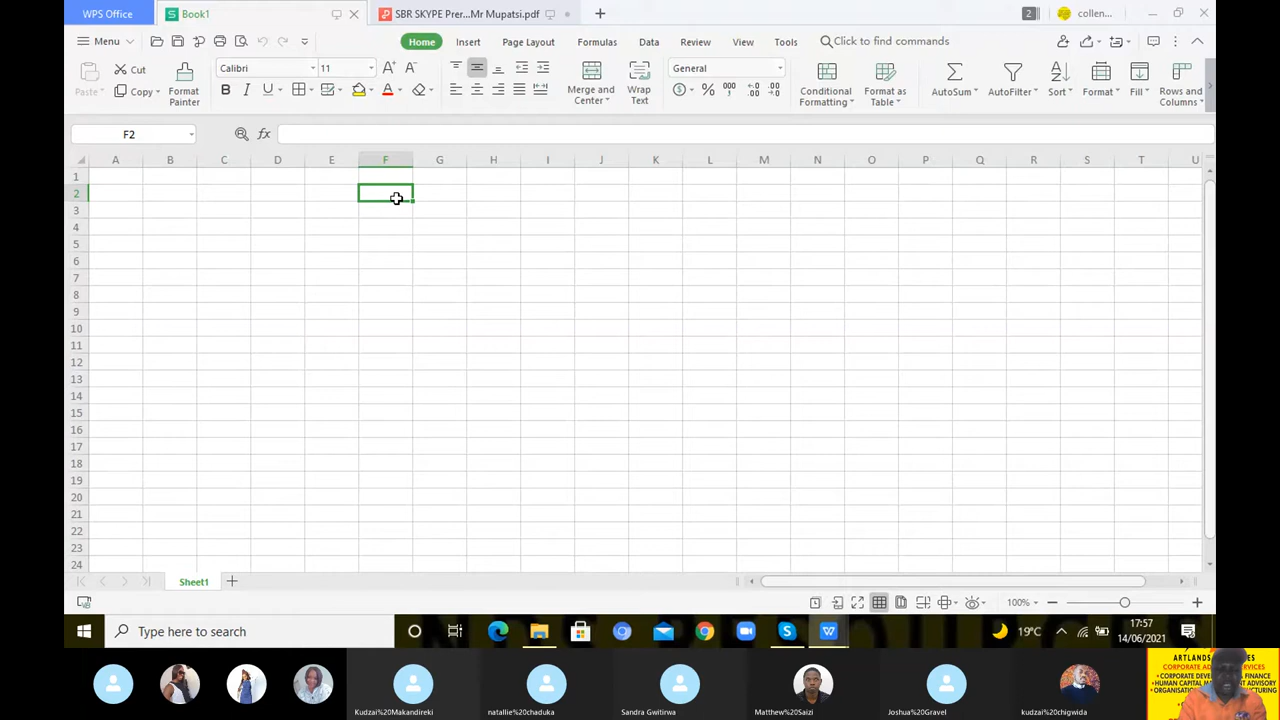 WPS Office
Book1
SBR SKYPE Prer...Mr Mupatsi.pdf
2
collen...
Menu
Home
Insert
Page Layout
Formulas
Data
Review
View
Tools
Click to find commands
Paste
Cut
Copy
Format Painter
Calibri
11
A+ A-
B I U
A
Merge and Center
Wrap Text
General
$ % 000 .00
Conditional Formatting
Format as Table
AutoSum
AutoFilter
Sort
Format
Fill
Rows and Columns
F2
fx
A B C D E F G H I J K L M N O P Q R S T U
1
2
3
4
5
6
7
8
9
10
11
12
13
14
15
16
17
18
19
20
21
22
23
24
Sheet1
100%
Type here to search
19°C
17:57
14/06/2021
Kudzai%20Makandireki
natallie%20chaduka
Sandra Gwitirwa
Matthew%20Saizi
Joshua%20Gravel
kudzai%20chigwida
CORPORATE